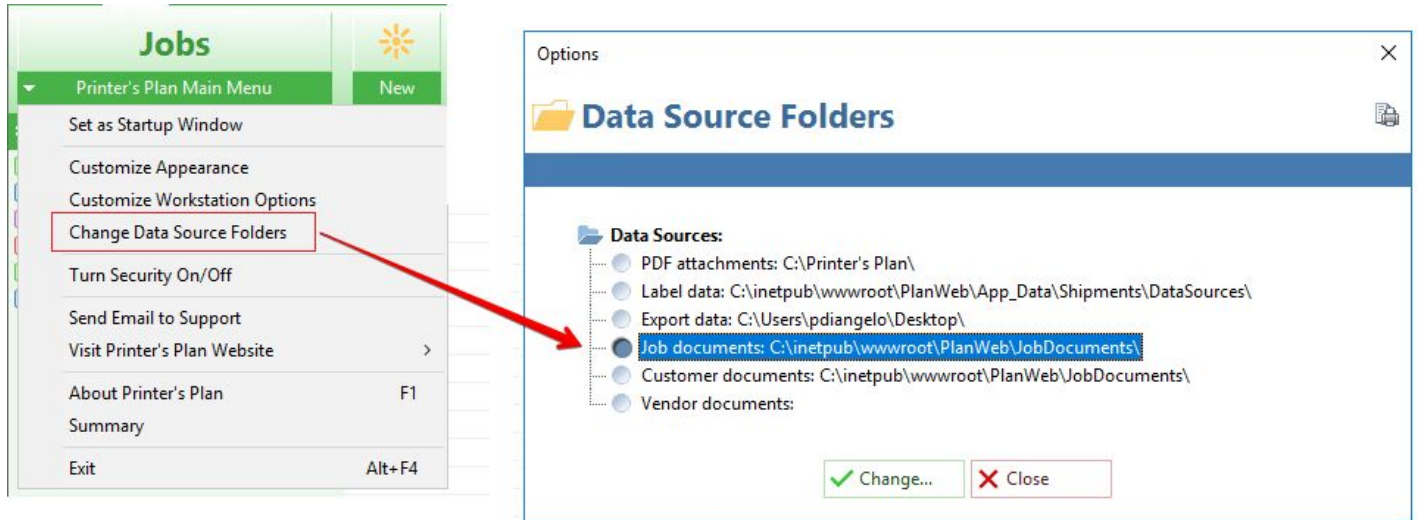 Jobs
Printer's Plan Main Menu
New
Set as Startup Window
Customize Appearance
Customize Workstation Options
Change Data Source Folders
Turn Security On/Off
Send Email to Support
Visit Printer's Plan Website
About Printer's Plan F1
Summary
Exit Alt+F4
Options
Data Source Folders
Data Sources:
PDF attachments: C:\Printer's Plan\
Label data: C:\inetpub\wwwroot\PlanWeb\App_Data\Shipments\DataSources\
Export data: C:\Users\pdiangelo\Desktop\
Job documents: C:\inetpub\wwwroot\PlanWeb\JobDocuments\
Customer documents: C:\inetpub\wwwroot\PlanWeb\JobDocuments\
Vendor documents:
Change...
Close